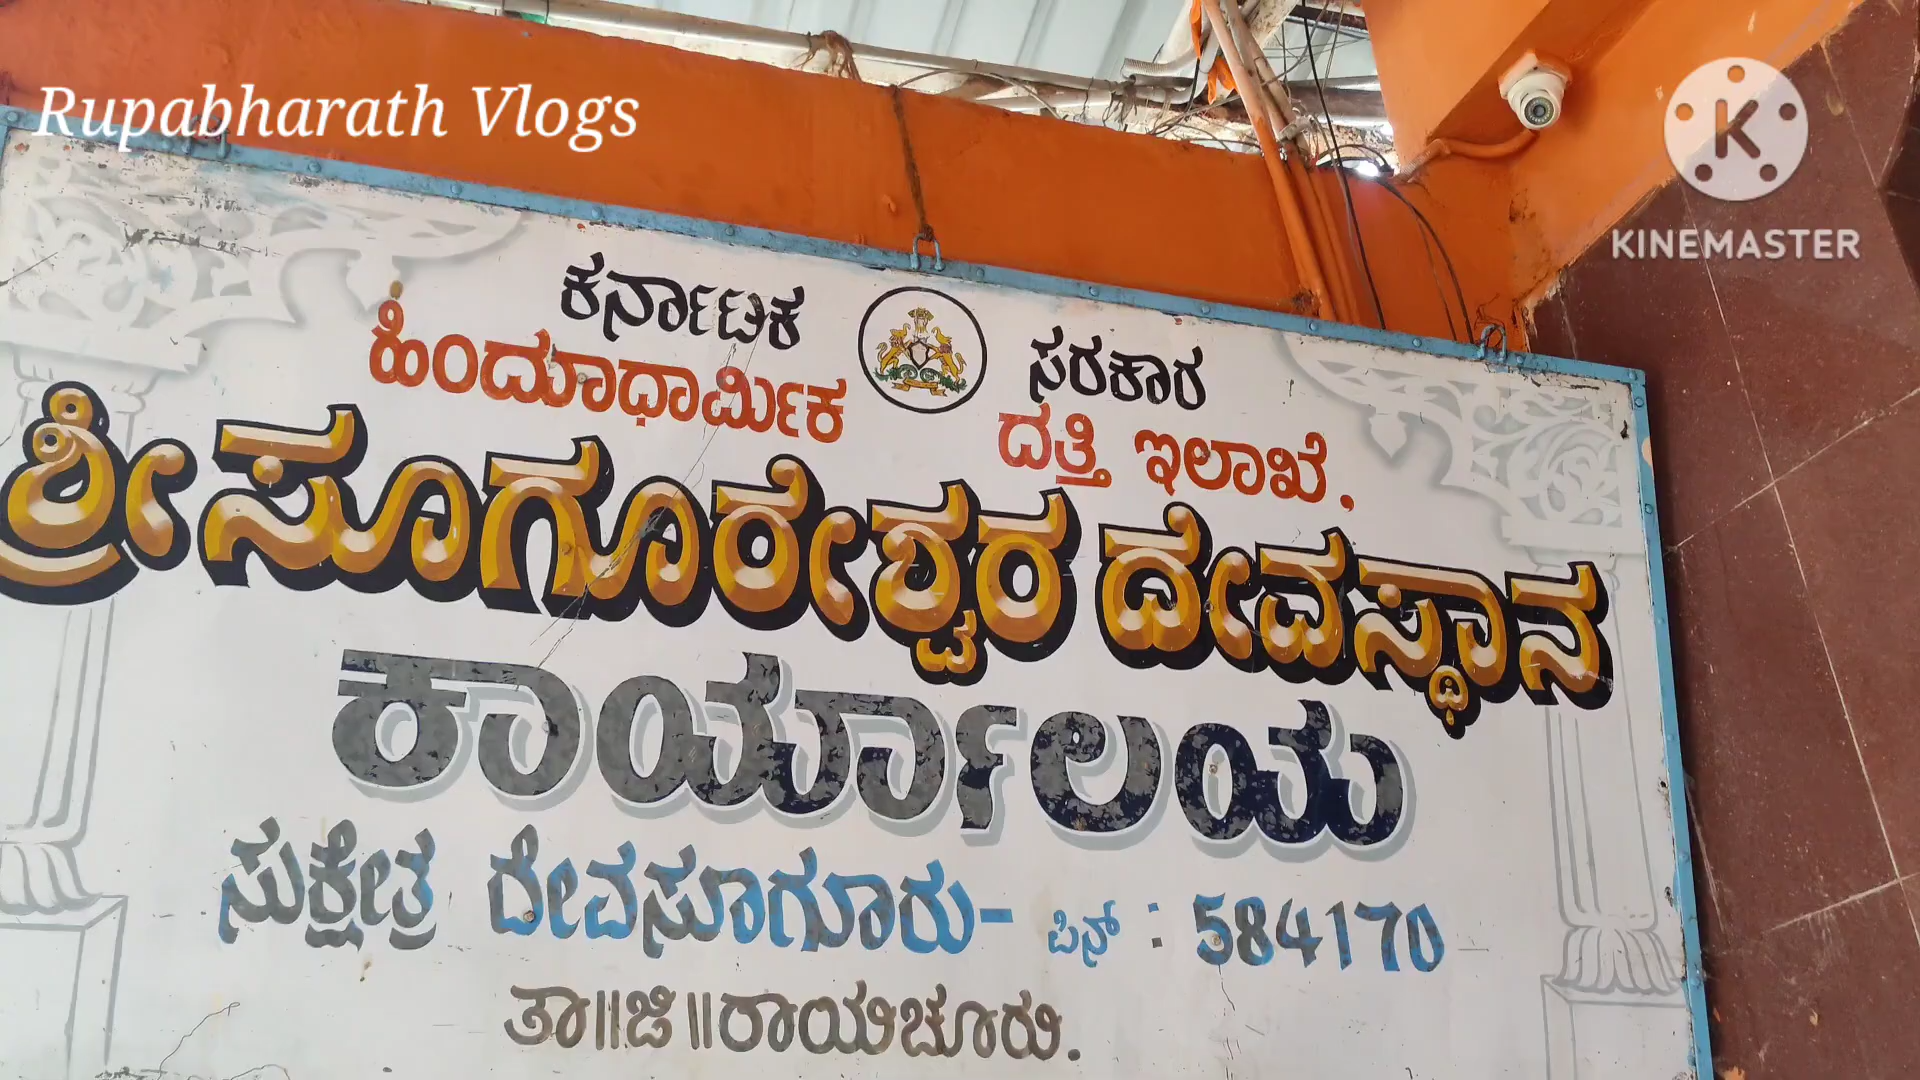 Rupabharath Vlogs
K
KINEMASTER
ಕರ್ನಾಟಕ ಸರಕಾರ
ಹಿಂದೂಧಾರ್ಮಿಕ ದತ್ತಿ ಇಲಾಖೆ.
ಶ್ರೀ ಸೂಗೂರೇಶ್ವರ ದೇವಸ್ಥಾನ
ಕಾರ್ಯಾಲಯ
ಸುಕ್ಷೇತ್ರ ದೇವಸೂಗೂರು- ಪಿನ್ : 584170
ತಾ||ಜಿ||ರಾಯಚೂರು.